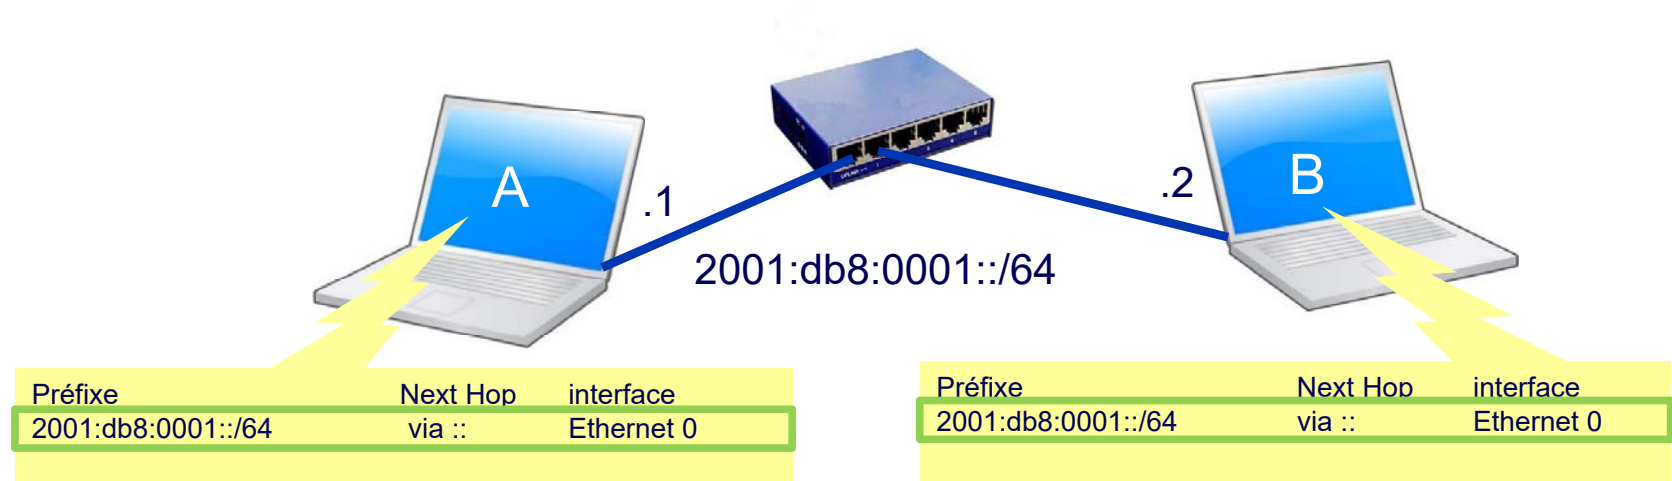 A
B
.1
.2
2001:db8:0001::/64
Préfixe Next Hop interface
2001:db8:0001::/64 via :: Ethernet 0
Préfixe Next Hop interface
2001:db8:0001::/64 via :: Ethernet 0